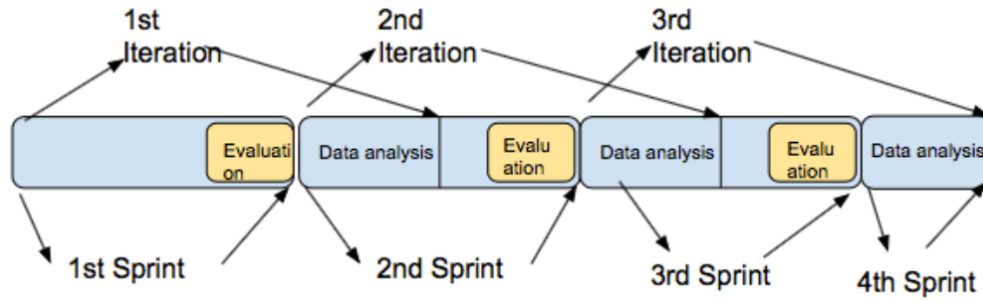 1st
Iteration
2nd
Iteration
3rd
Iteration
Evaluati
on
Data analysis
Evalu
ation
Data analysis
Evalu
ation
Data analysis
1st Sprint
2nd Sprint
3rd Sprint
4th Sprint